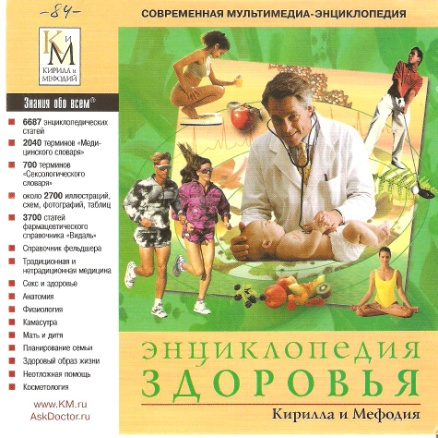 -84-
СОВРЕМЕННАЯ МУЛЬТИМЕДИА-ЭНЦИКЛОПЕДИЯ
К и М
КИРИЛЛ и
МЕФОДИЙ
Знания обо всем®
6687 энциклопедических
статей
2040 терминов «Меди-
цинского словаря»
700 терминов
«Сексологического
словаря»
около 2700 иллюстраций,
схем, фотографий, таблиц
3700 статей
фармацевтического
справочника «Видаль»
Справочник фельдшера
Традиционная и
нетрадиционная медицина
Секс и здоровье
Анатомия
Физиология
Камасутра
Мать и дитя
Планирование семьи
Здоровый образ жизни
Неотложная помощь
Косметология
www.KM.ru
AskDoctor.ru
ЭНЦИКЛОПЕДИЯ
ЗДОРОВЬЯ
Кирилла и Мефодия